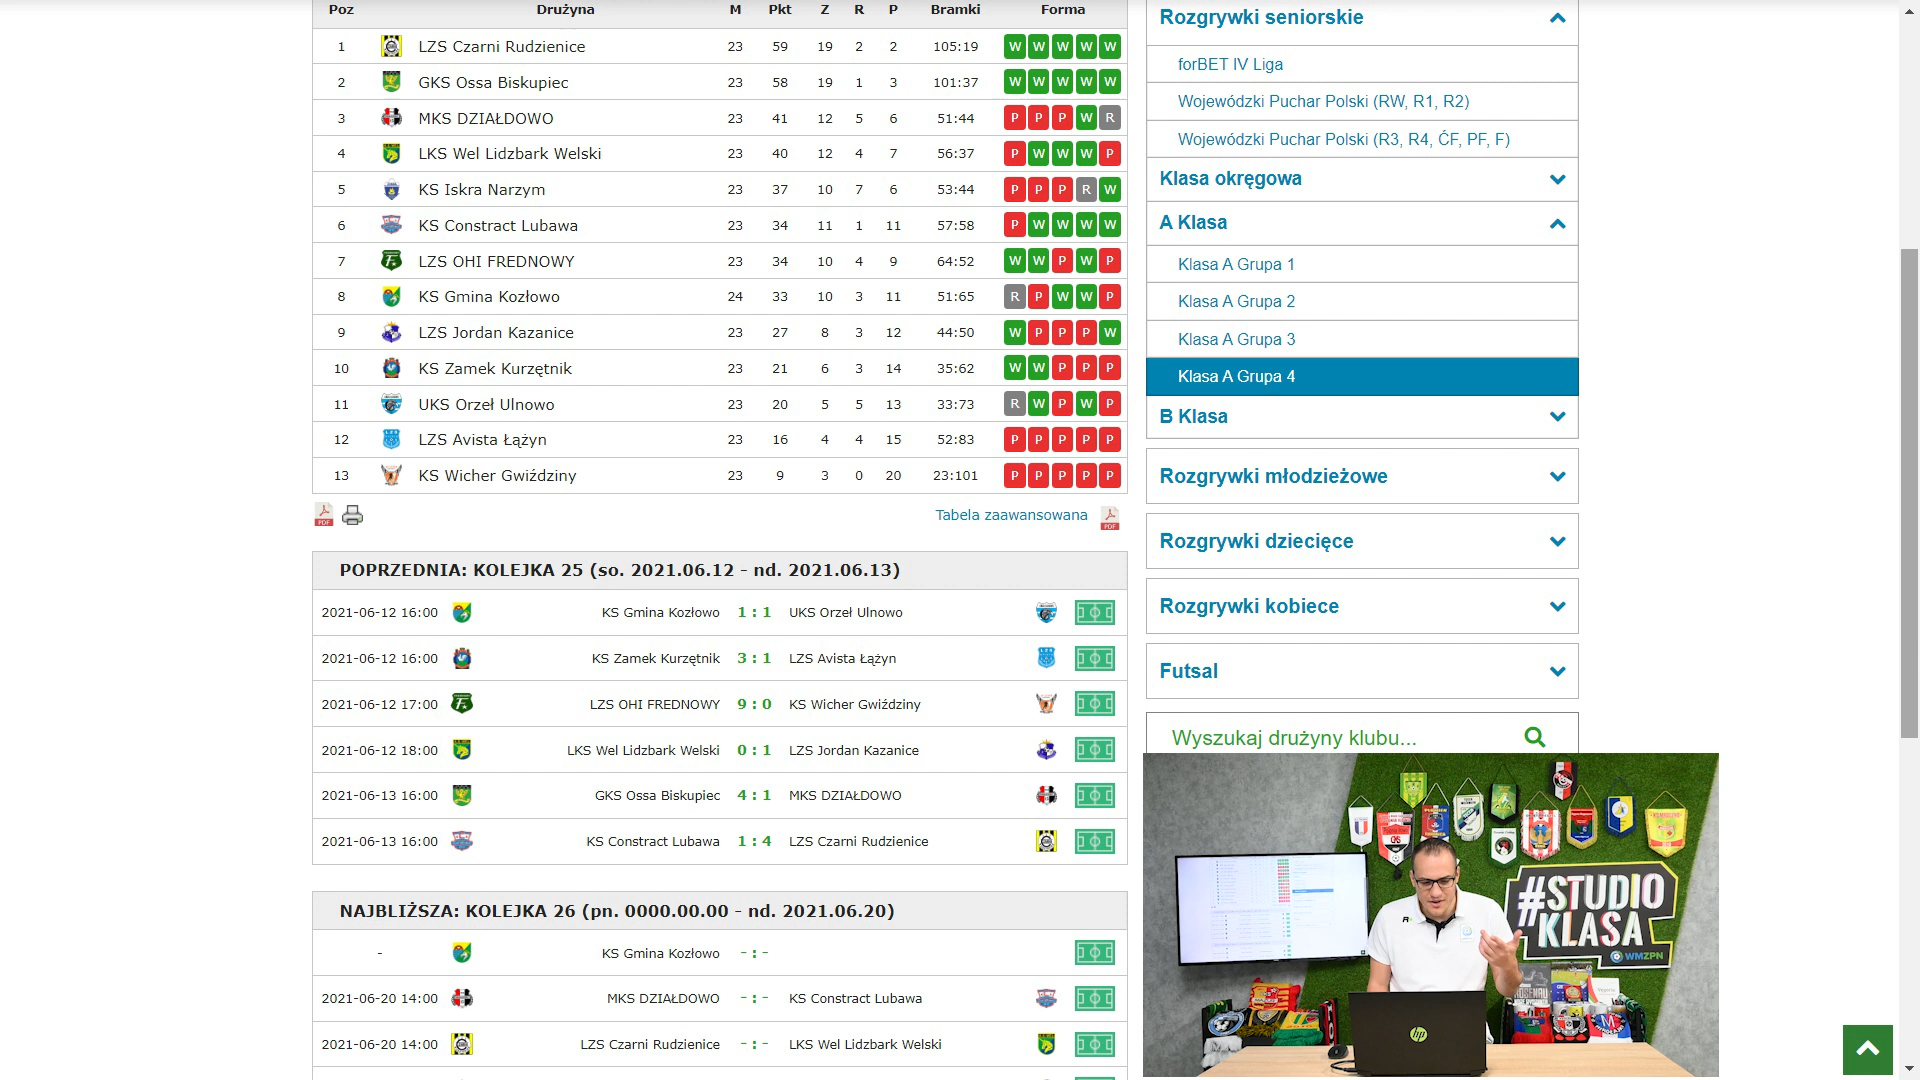 Poz Drużyna M Pkt Z R P Bramki Forma
1 LZS Czarni Rudzienice 23 59 19 2 2 105:19 W W W W W
2 GKS Ossa Biskupiec 23 58 19 1 3 101:37 W W W W W
3 MKS DZIAŁDOWO 23 41 12 5 6 51:44 P P P W R
4 LKS Wel Lidzbark Welski 23 40 12 4 7 56:37 P W W W P
5 KS Iskra Narzym 23 37 10 7 6 53:44 P P P R W
6 KS Constract Lubawa 23 34 11 1 11 57:58 P W W W W
7 LZS OHI FREDNOWY 23 34 10 4 9 64:52 W W P W P
8 KS Gmina Kozłowo 24 33 10 3 11 51:65 R P W W P
9 LZS Jordan Kazanice 23 27 8 3 12 44:50 W P P P W
10 KS Zamek Kurzętnik 23 21 6 3 14 35:62 W W P P P
11 UKS Orzeł Ulnowo 23 20 5 5 13 33:73 R W P W P
12 LZS Avista Łążyn 23 16 4 4 15 52:83 P P P P P
13 KS Wicher Gwiździny 23 9 3 0 20 23:101 P P P P P
Tabela zaawansowana
POPRZEDNIA: KOLEJKA 25 (so. 2021.06.12 - nd. 2021.06.13)
2021-06-12 16:00 KS Gmina Kozłowo 1 : 1 UKS Orzeł Ulnowo
2021-06-12 16:00 KS Zamek Kurzętnik 3 : 1 LZS Avista Łążyn
2021-06-12 17:00 LZS OHI FREDNOWY 9 : 0 KS Wicher Gwiździny
2021-06-12 18:00 LKS Wel Lidzbark Welski 0 : 1 LZS Jordan Kazanice
2021-06-13 16:00 GKS Ossa Biskupiec 4 : 1 MKS DZIAŁDOWO
2021-06-13 16:00 KS Constract Lubawa 1 : 4 LZS Czarni Rudzienice
NAJBLIŻSZA: KOLEJKA 26 (pn. 0000.00.00 - nd. 2021.06.20)
- KS Gmina Kozłowo - : -
2021-06-20 14:00 MKS DZIAŁDOWO - : - KS Constract Lubawa
2021-06-20 14:00 LZS Czarni Rudzienice - : - LKS Wel Lidzbark Welski
Rozgrywki seniorskie
forBET IV Liga
Wojewódzki Puchar Polski (RW, R1, R2)
Wojewódzki Puchar Polski (R3, R4, ĆF, PF, F)
Klasa okręgowa
A Klasa
Klasa A Grupa 1
Klasa A Grupa 2
Klasa A Grupa 3
Klasa A Grupa 4
B Klasa
Rozgrywki młodzieżowe
Rozgrywki dziecięce
Rozgrywki kobiece
Futsal
Wyszukaj drużyny klubu...
#STUDIO
KLASA
WMZPN
hp